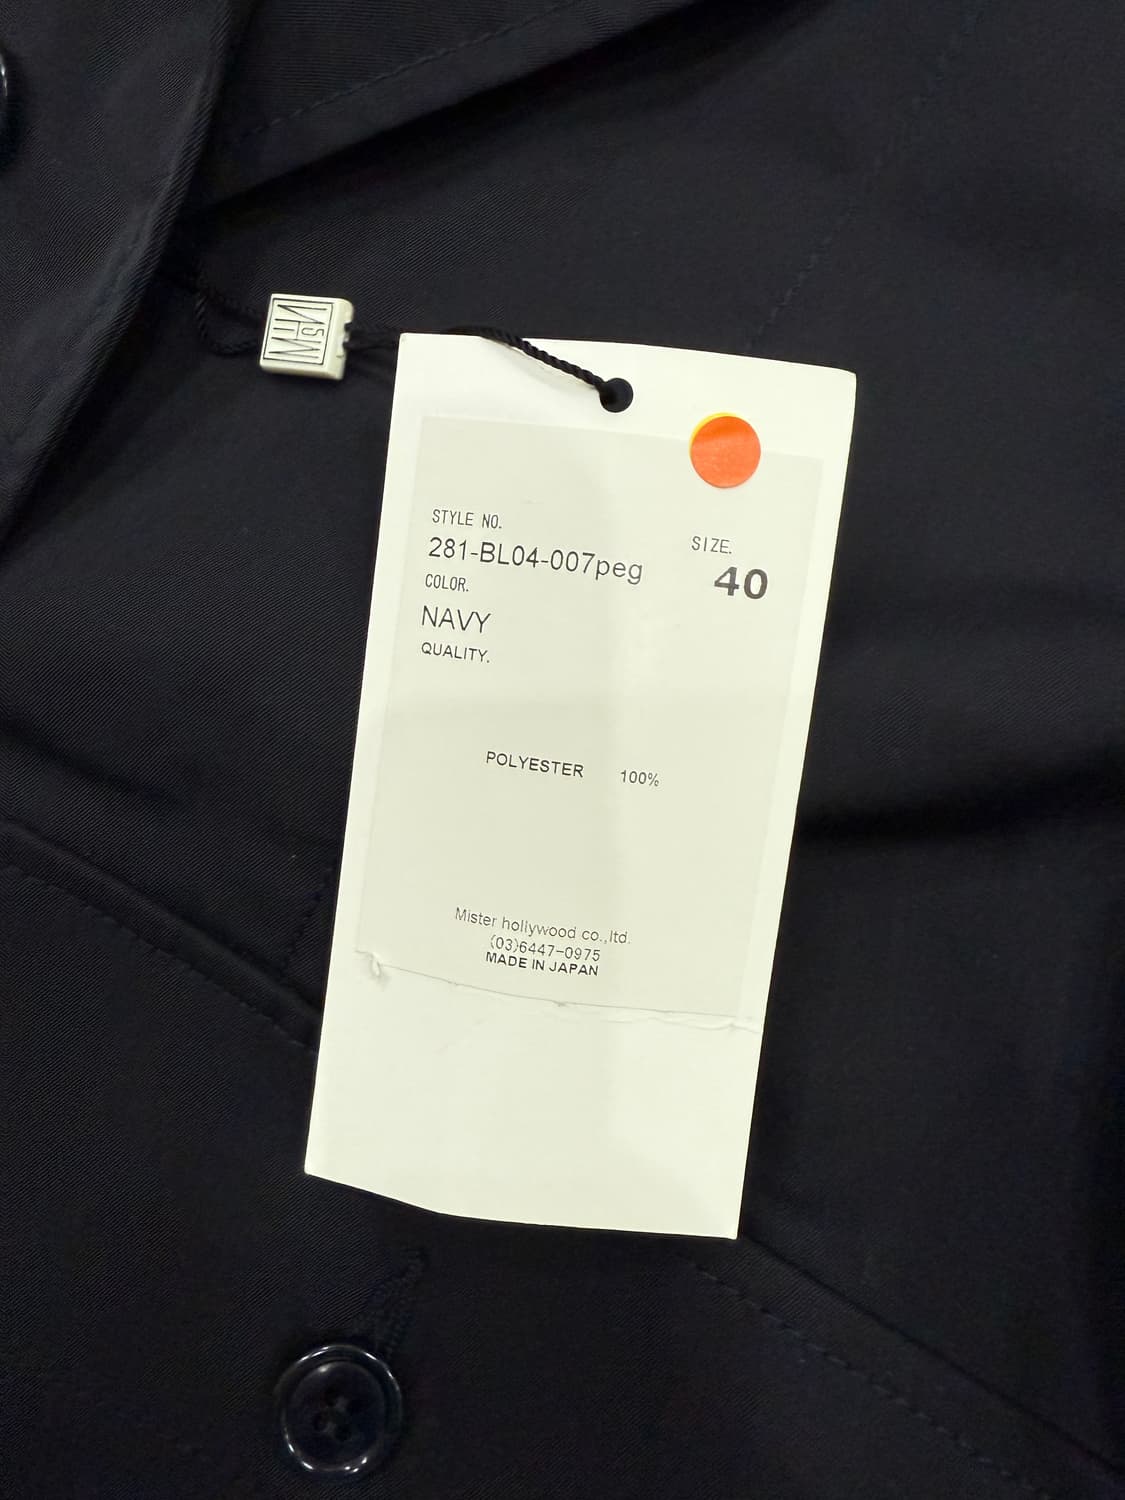 STYLE NO.
281-BL04-007peg
SIZE.
40
COLOR.
NAVY
QUALITY.
POLYESTER 100%
Mister hollywood co.,ltd.
(03)6447-0975
MADE IN JAPAN